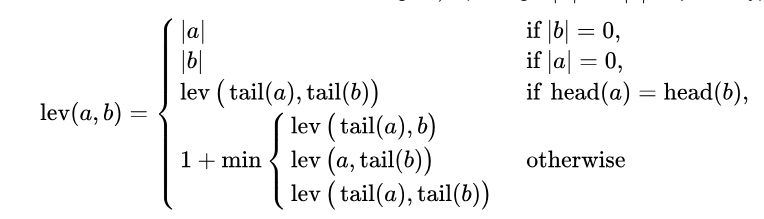 |a| if |b| = 0,
|b| if |a| = 0,
lev(a, b) = lev ( tail(a), tail(b)) if head(a) = head(b),
lev ( tail(a), b)
1 + min lev (a, tail(b)) otherwise
lev ( tail(a), tail(b))